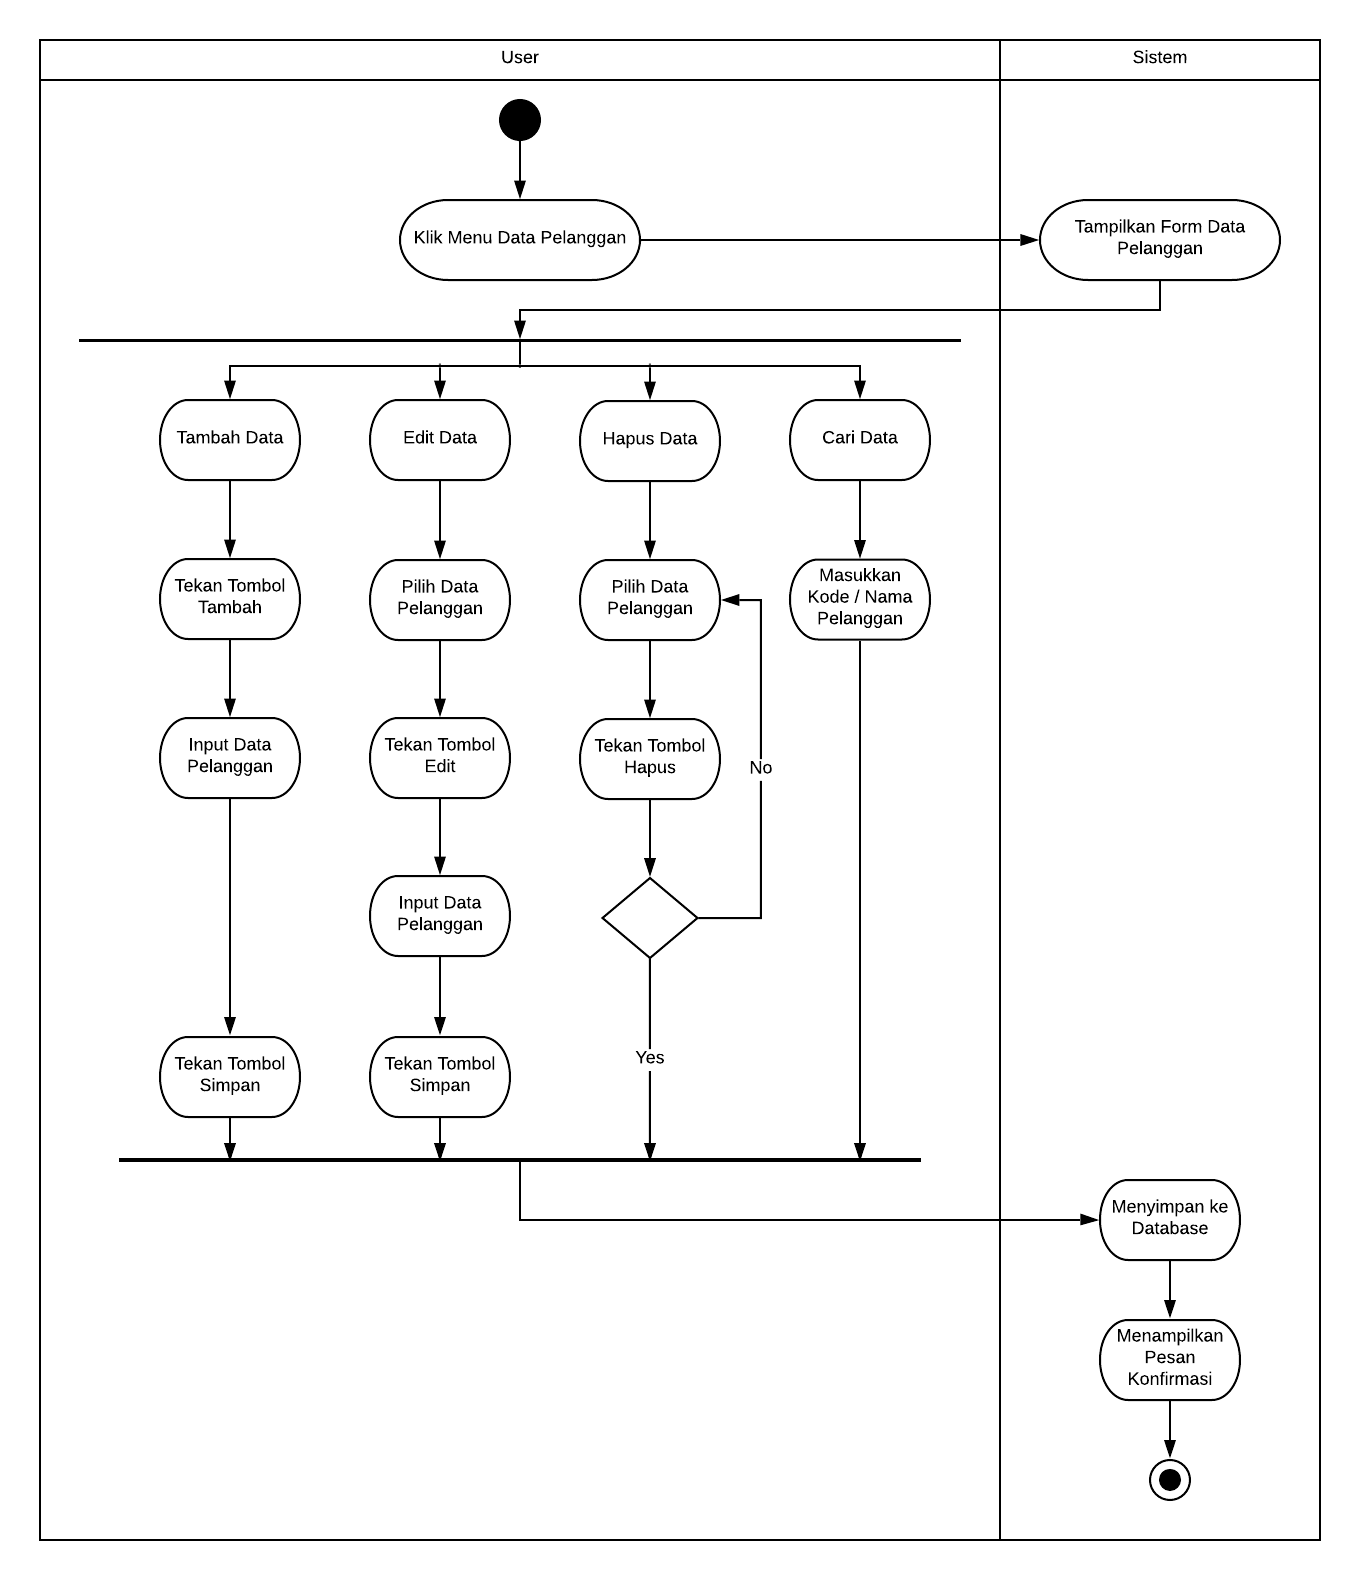 User
Sistem
Klik Menu Data Pelanggan
Tampilkan Form Data
Pelanggan
Tambah Data
Edit Data
Hapus Data
Cari Data
Tekan Tombol
Tambah
Pilih Data
Pelanggan
Pilih Data
Pelanggan
Masukkan
Kode / Nama
Pelanggan
Input Data
Pelanggan
Tekan Tombol
Edit
Tekan Tombol
Hapus
No
Input Data
Pelanggan
Tekan Tombol
Simpan
Tekan Tombol
Simpan
Yes
Menyimpan ke
Database
Menampilkan
Pesan
Konfirmasi